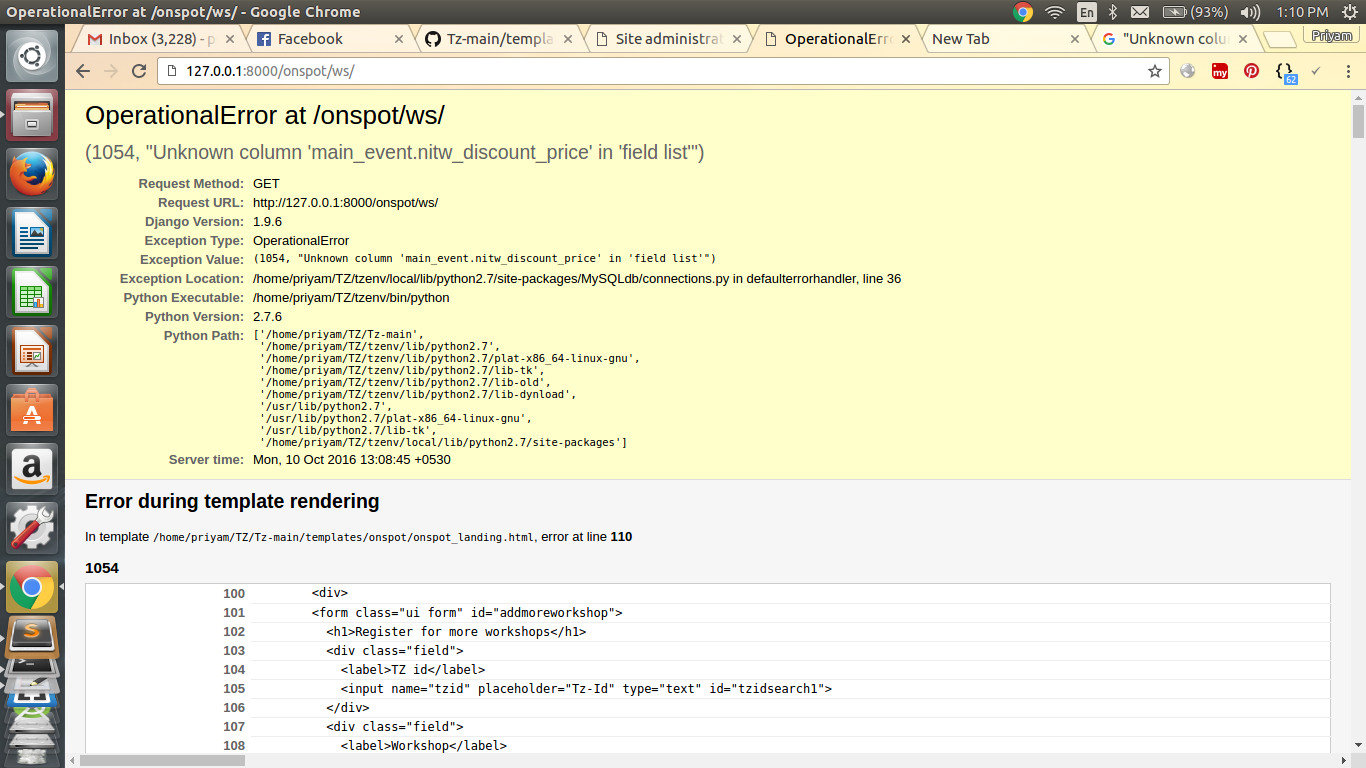 OperationalError at /onspot/ws/ - Google Chrome
En
(93%)
1:10 PM
Inbox (3,228) - p
Facebook
Tz-main/templa
Site administrat
OperationalErr
New Tab
"Unknown colu
Priyam
127.0.0.1:8000/onspot/ws/
my
62
OperationalError at /onspot/ws/
(1054, "Unknown column 'main_event.nitw_discount_price' in 'field list'")
Request Method: GET
Request URL: http://127.0.0.1:8000/onspot/ws/
Django Version: 1.9.6
Exception Type: OperationalError
Exception Value: (1054, "Unknown column 'main_event.nitw_discount_price' in 'field list'")
Exception Location: /home/priyam/TZ/tzenv/local/lib/python2.7/site-packages/MySQLdb/connections.py in defaulterrorhandler, line 36
Python Executable: /home/priyam/TZ/tzenv/bin/python
Python Version: 2.7.6
Python Path: ['/home/priyam/TZ/Tz-main',
'/home/priyam/TZ/tzenv/lib/python2.7',
'/home/priyam/TZ/tzenv/lib/python2.7/plat-x86_64-linux-gnu',
'/home/priyam/TZ/tzenv/lib/python2.7/lib-tk',
'/home/priyam/TZ/tzenv/lib/python2.7/lib-old',
'/home/priyam/TZ/tzenv/lib/python2.7/lib-dynload',
'/usr/lib/python2.7',
'/usr/lib/python2.7/plat-x86_64-linux-gnu',
'/usr/lib/python2.7/lib-tk',
'/home/priyam/TZ/tzenv/local/lib/python2.7/site-packages']
Server time: Mon, 10 Oct 2016 13:08:45 +0530
Error during template rendering
In template /home/priyam/TZ/Tz-main/templates/onspot/onspot_landing.html, error at line 110
1054
100 <div>
101 <form class="ui form" id="addmoreworkshop">
102 <h1>Register for more workshops</h1>
103 <div class="field">
104 <label>TZ id</label>
105 <input name="tzid" placeholder="Tz-Id" type="text" id="tzidsearch1">
106 </div>
107 <div class="field">
108 <label>Workshop</label>